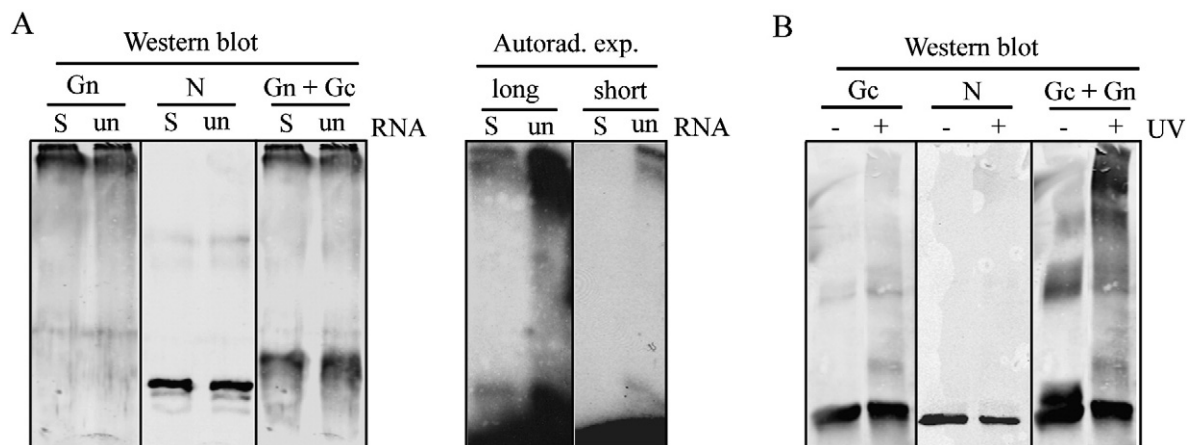 A
Western blot
Gn N Gn + Gc
S un S un S un RNA
Autorad. exp.
long short
S un S un RNA
B
Western blot
Gc N Gc + Gn
- + - + - + UV